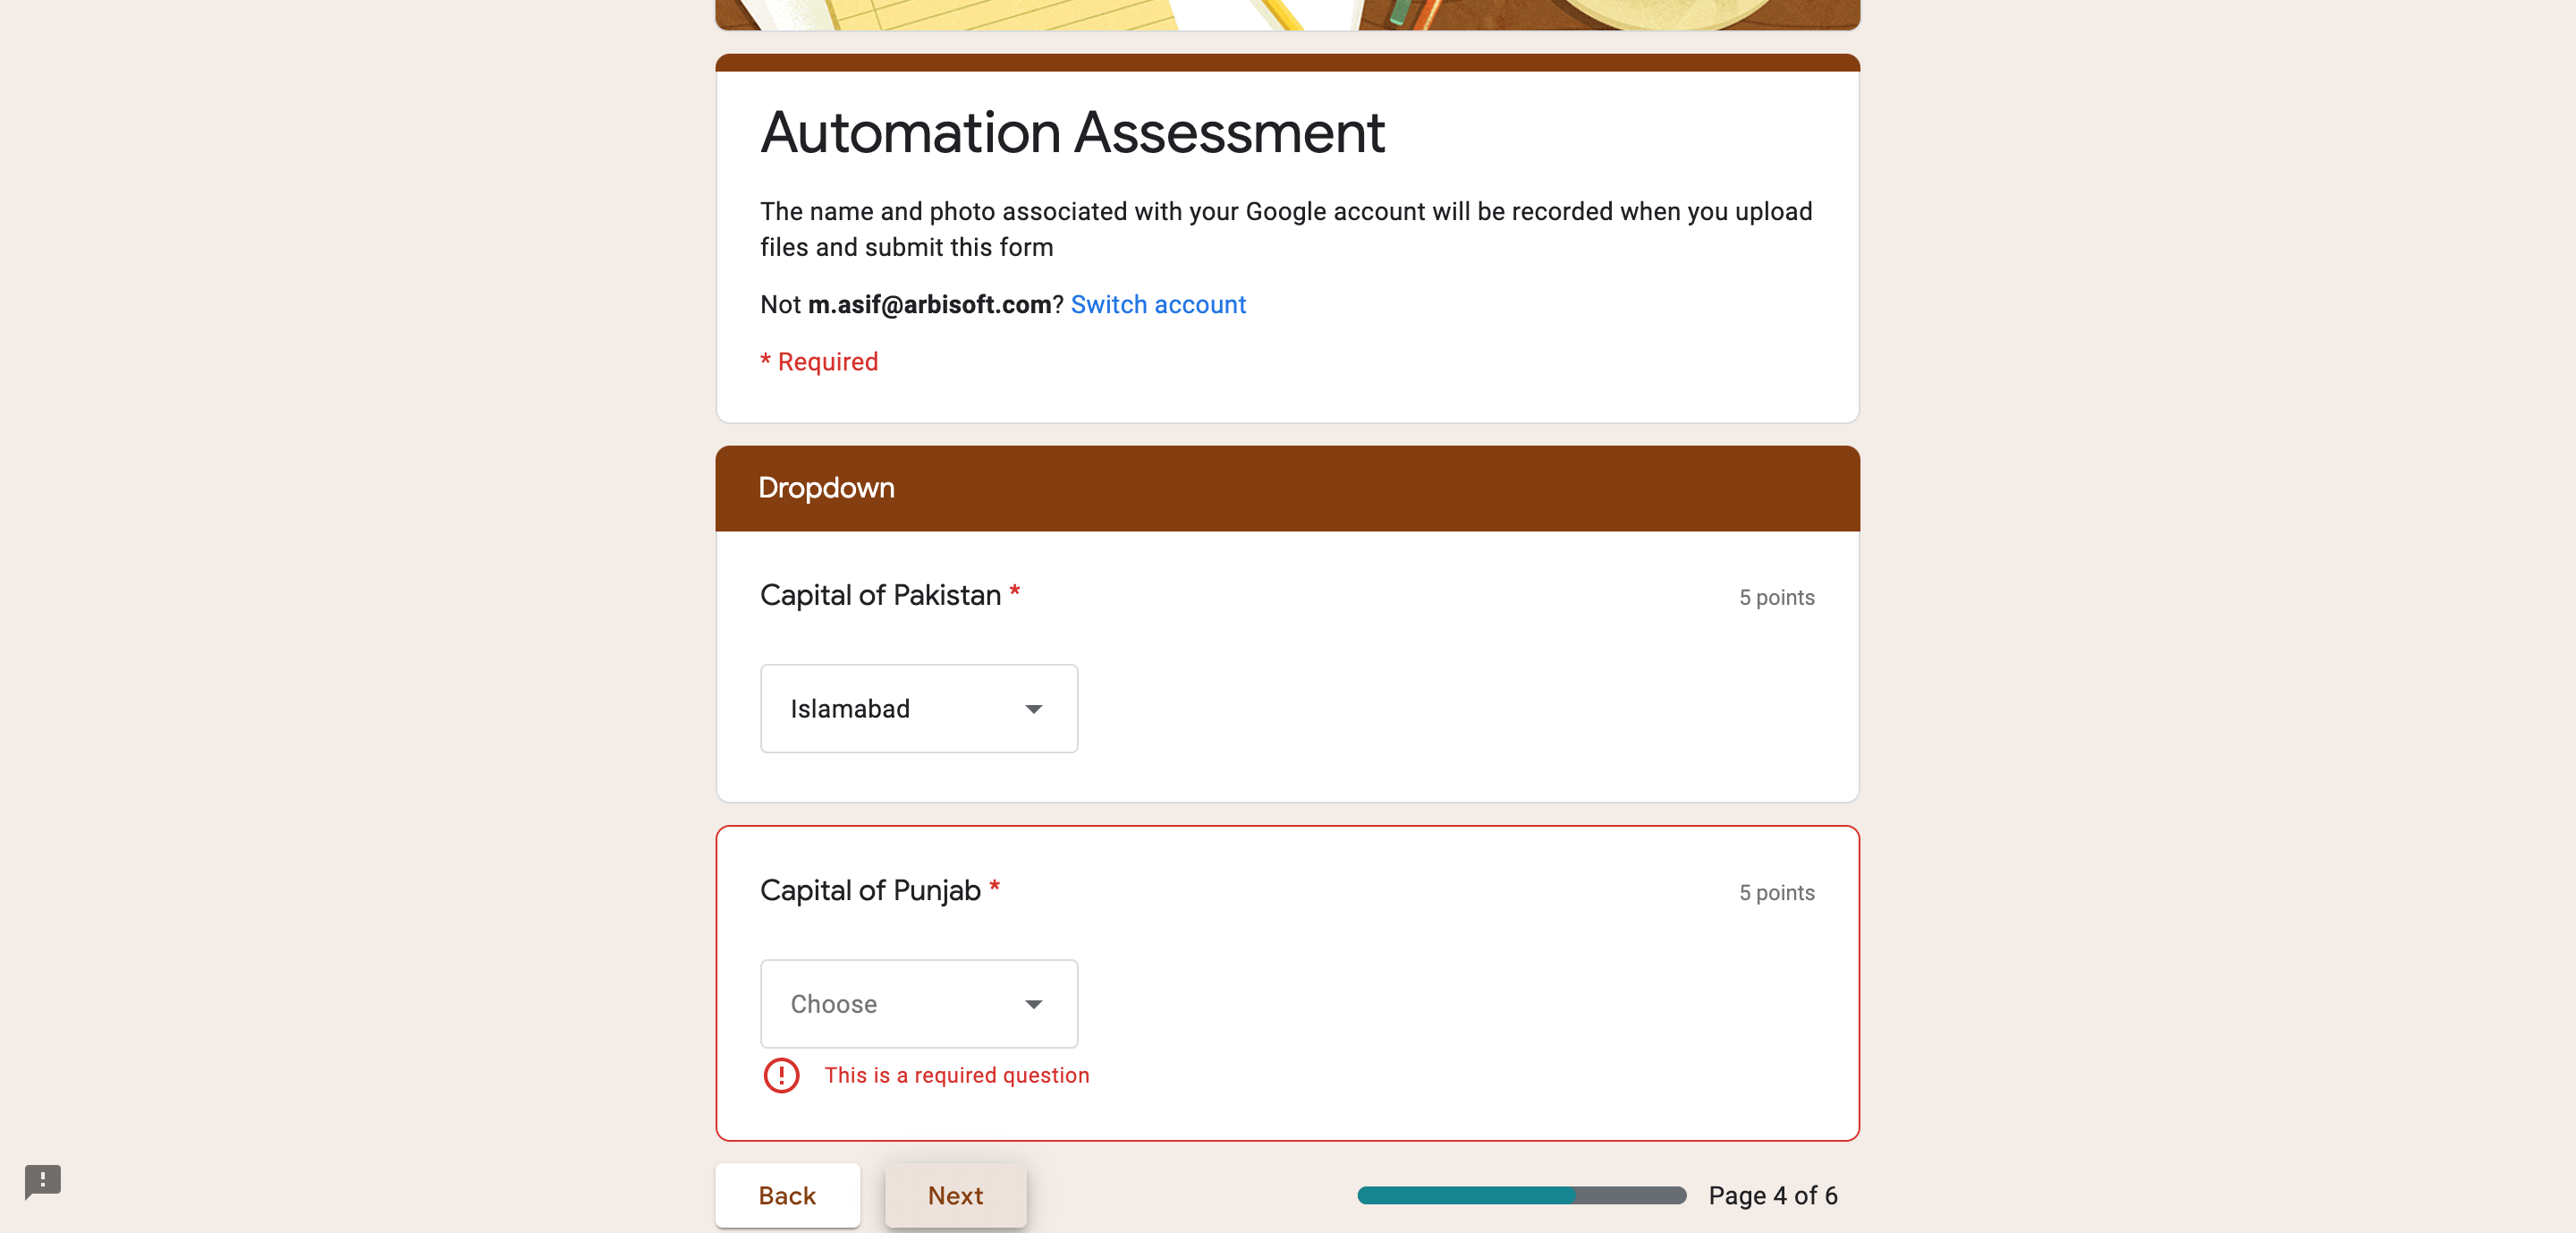 Automation Assessment
The name and photo associated with your Google account will be recorded when you upload
files and submit this form
Not m.asif@arbisoft.com? Switch account
* Required
Dropdown
Capital of Pakistan *
5 points
Islamabad
Capital of Punjab *
5 points
Choose
This is a required question
Back
Next
Page 4 of 6